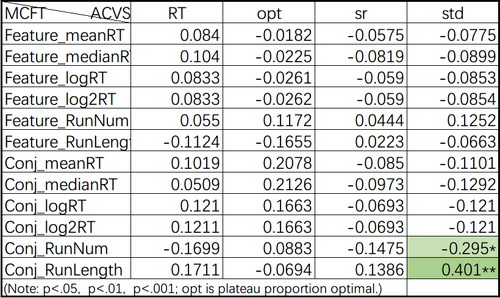 MCFT ACVS RT opt sr std
Feature_meanRT 0.084 -0.0182 -0.0575 -0.0775
Feature_medianR 0.104 -0.0225 -0.0819 -0.0899
Feature_logRT 0.0833 -0.0261 -0.059 -0.0853
Feature_log2RT 0.0833 -0.0262 -0.059 -0.0854
Feature_RunNum 0.055 0.1172 0.0444 0.1252
Feature_RunLengt -0.1124 -0.1655 0.0223 -0.0663
Conj_meanRT 0.1019 0.2078 -0.085 -0.1101
Conj_medianRT 0.0509 0.2126 -0.0973 -0.1292
Conj_logRT 0.121 0.1663 -0.0693 -0.121
Conj_log2RT 0.1211 0.1663 -0.0693 -0.121
Conj_RunNum -0.1699 0.0883 -0.1475 -0.295*
Conj_RunLength 0.1711 -0.0694 0.1386 0.401**
(Note: p<.05, p<.01, p<.001; opt is plateau proportion optimal.)